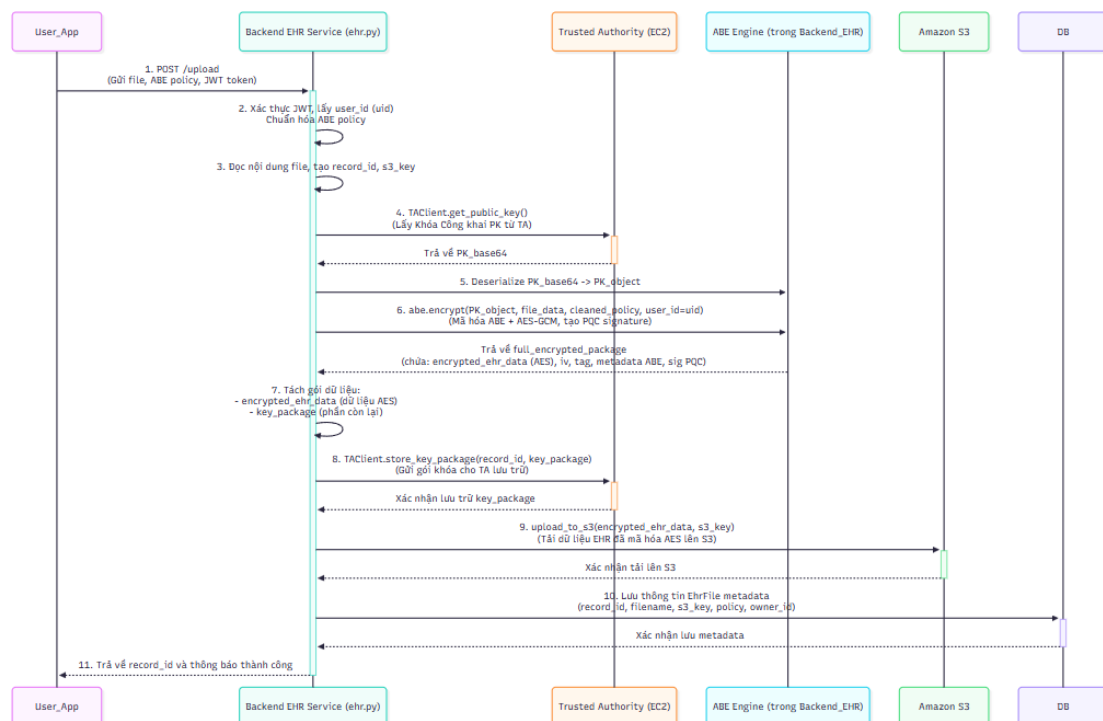 User_App
Backend EHR Service (ehr.py)
Trusted Authority (EC2)
ABE Engine (trong Backend_EHR)
Amazon S3
DB
1. POST /upload
(Gửi file, ABE policy, JWT token)
2. Xác thực JWT, lấy user_id (uid)
Chuẩn hóa ABE policy
3. Đọc nội dung file, tạo record_id, s3_key
4. TAClient.get_public_key()
(Lấy Khóa Công khai PK từ TA)
Trả về PK_base64
5. Deserialize PK_base64 -> PK_object
6. abe.encrypt(PK_object, file_data, cleaned_policy, user_id=uid)
(Mã hóa ABE + AES-GCM, tạo PQC signature)
Trả về full_encrypted_package
(chứa: encrypted_ehr_data (AES), iv, tag, metadata ABE, sig PQC)
7. Tách gói dữ liệu:
- encrypted_ehr_data (dữ liệu AES)
- key_package (phần còn lại)
8. TAClient.store_key_package(record_id, key_package)
(Gửi gói khóa cho TA lưu trữ)
Xác nhận lưu trữ key_package
9. upload_to_s3(encrypted_ehr_data, s3_key)
(Tải dữ liệu EHR đã mã hóa AES lên S3)
Xác nhận tải lên S3
10. Lưu thông tin EhrFile metadata
(record_id, filename, s3_key, policy, owner_id)
Xác nhận lưu metadata
11. Trả về record_id và thông báo thành công
User_App
Backend EHR Service (ehr.py)
Trusted Authority (EC2)
ABE Engine (trong Backend_EHR)
Amazon S3
DB